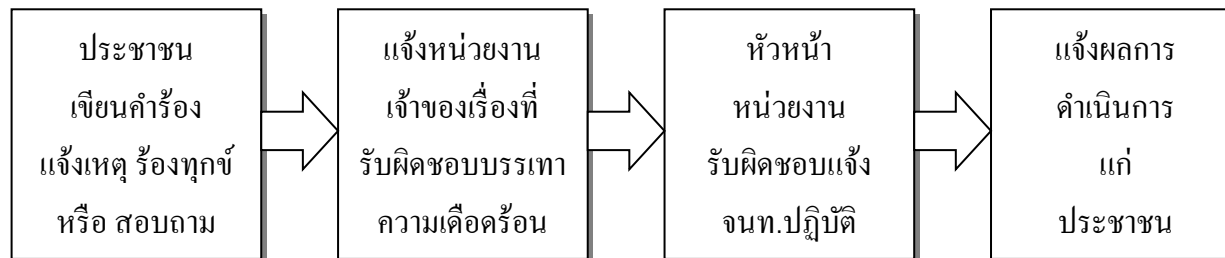 ประชาชน
เขียนคำร้อง
แจ้งเหตุ ร้องทุกข์
หรือ สอบถาม
แจ้งหน่วยงาน
เจ้าของเรื่องที่
รับผิดชอบบรรเทา
ความเดือดร้อน
หัวหน้า
หน่วยงาน
รับผิดชอบแจ้ง
จนท.ปฏิบัติ
แจ้งผลการ
ดำเนินการ
แก่
ประชาชน